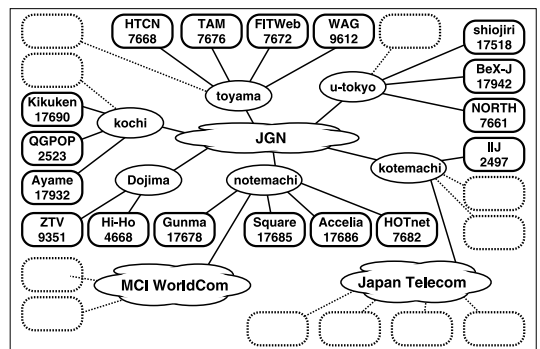 HTCN
7668
TAM
7676
FITWeb
7672
WAG
9612
shiojiri
17518
BeX-J
17942
NORTH
7661
toyama
u-tokyo
Kikuken
17690
kochi
QGPOP
2523
JGN
IIJ
2497
Ayame
17932
Dojima
notemachi
kotemachi
ZTV
9351
Hi-Ho
4668
Gunma
17678
Square
17685
Accelia
17686
HOTnet
7682
MCI WorldCom
Japan Telecom